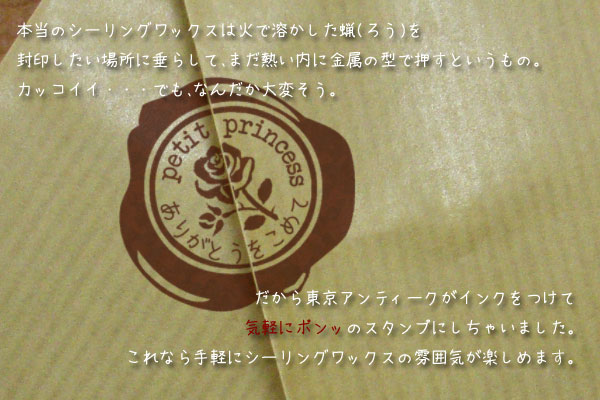 本当のシーリングワックスは火で溶かした蝋(ろう)を
封印したい場所に垂らして、まだ熱い内に金属の型で押すというもの。
カッコイイ・・・でも、なんだか大変そう。
petit princess
ありがとうをこめて
だから東京アンティークがインクをつけて
気軽にポンッのスタンプにしちゃいました。
これなら手軽にシーリングワックスの雰囲気が楽しめます。